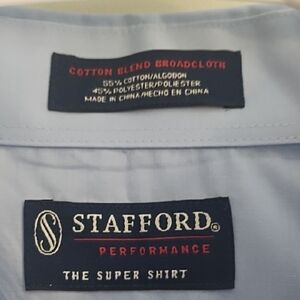 COTTON BLEND BROADCLOTH
55% COTTON/ALGODON
45% POLYESTER/POLIESTER
MADE IN CHINA/HECHO EN CHINA
S STAFFORD®
PERFORMANCE
THE SUPER SHIRT